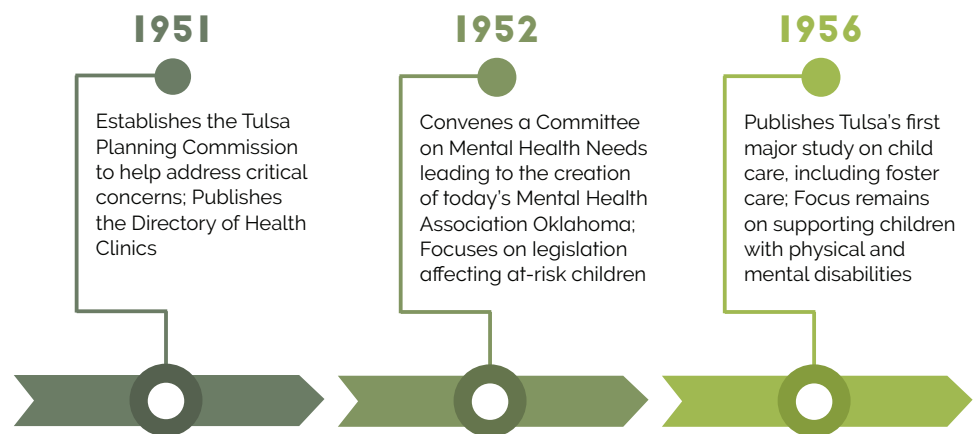 1951
Establishes the Tulsa
Planning Commission
to help address critical
concerns; Publishes
the Directory of Health
Clinics
1952
Convenes a Committee
on Mental Health Needs
leading to the creation
of today’s Mental Health
Association Oklahoma;
Focuses on legislation
affecting at-risk children
1956
Publishes Tulsa’s first
major study on child
care, including foster
care; Focus remains
on supporting children
with physical and
mental disabilities